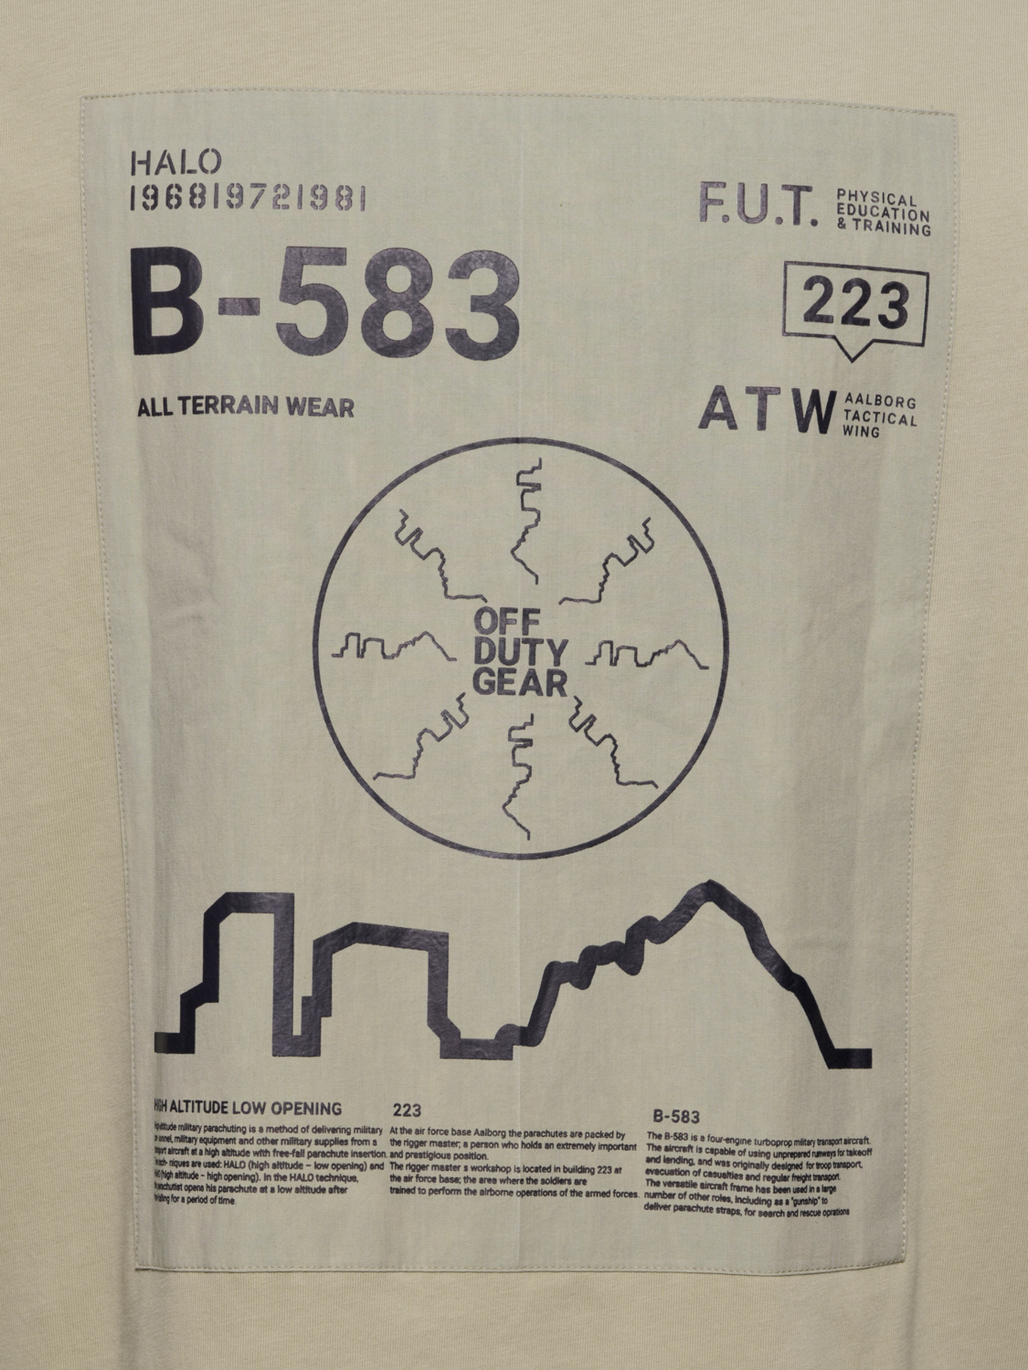 HALO
196819721981
B-583
ALL TERRAIN WEAR
F.U.T.
PHYSICAL
EDUCATION
& TRAINING
223
ATW
AALBORG
TACTICAL
WING
OFF
DUTY
GEAR
HIGH ALTITUDE LOW OPENING
altitude military parachuting is a method of delivering military
military equipment and other military supplies from a
aircraft at a high altitude with free-fall parachute insertion.
niques are used: HALO (high altitude – low opening) and
(high altitude – high opening). In the HALO technique,
parachutist opens his parachute at a low altitude after
for a period of time.
223
At the air force base Aalborg the parachutes are packed by
the rigger master; a person who holds an extremely important
and prestigious position.
The rigger master s workshop is located in building 223 at
the air force base; the area where the soldiers are
trained to perform the airborne operations of the armed forces.
B-583
The B-583 is a four-engine turboprop military transport aircraft.
The aircraft is capable of using unprepared runways for takeoff
and landing, and was originally designed for troop transport,
evacuation of casualties and regular freight transport.
The versatile aircraft frame has been used in a large
number of other roles, including as a "gunship" to
deliver parachute straps, for search and rescue oprations